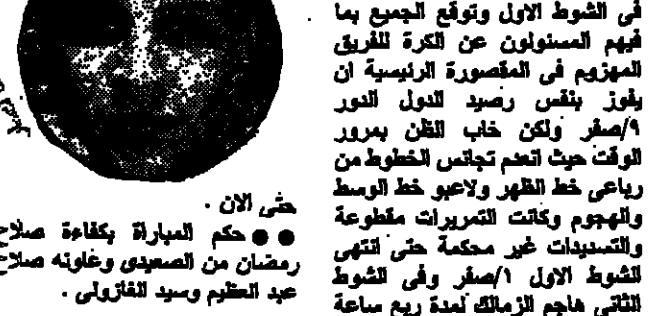 فى الشوط الاول وتوقع الجميع بما
فيهم المسئولون عن الكرة للفريق
المهزوم فى المقصورة الرئيسية ان
يفوز بنفس رصيد الدول الدور
٩/صفر ولكن خاب الظن بمرور
الوقت حيث انعدم تجانس الخطوط من
رباعى خط الظهر ولاعبو خط الوسط
والهجوم وكانت التمريرات مقطوعة
والتسديدات غير محكمة حتى انتهى
الشوط الاول ١/صفر وفى الشوط
الثانى هاجم الزمالك لمدة ربع ساعة
حتى الان .
●● حكم المباراة بكفاءة صلاح
رمضان من الصعيدى وعاونه صلاح
عبد العظيم وسيد الفازولى .